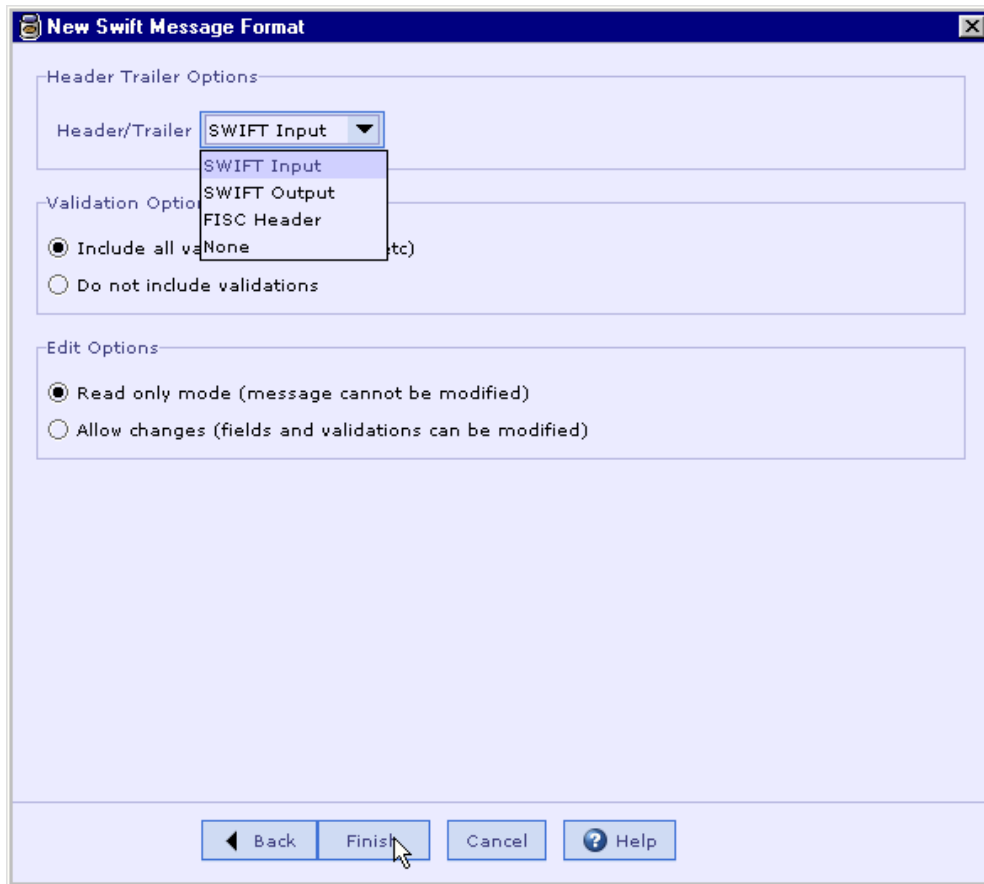 New Swift Message Format
Header Trailer Options
Header/Trailer SWIFT Input
SWIFT Input
SWIFT Output
FISC Header
None
Validation
Include all etc)
Do not include validations
Edit Options
Read only mode (message cannot be modified)
Allow changes (fields and validations can be modified)
Back Finish Cancel Help